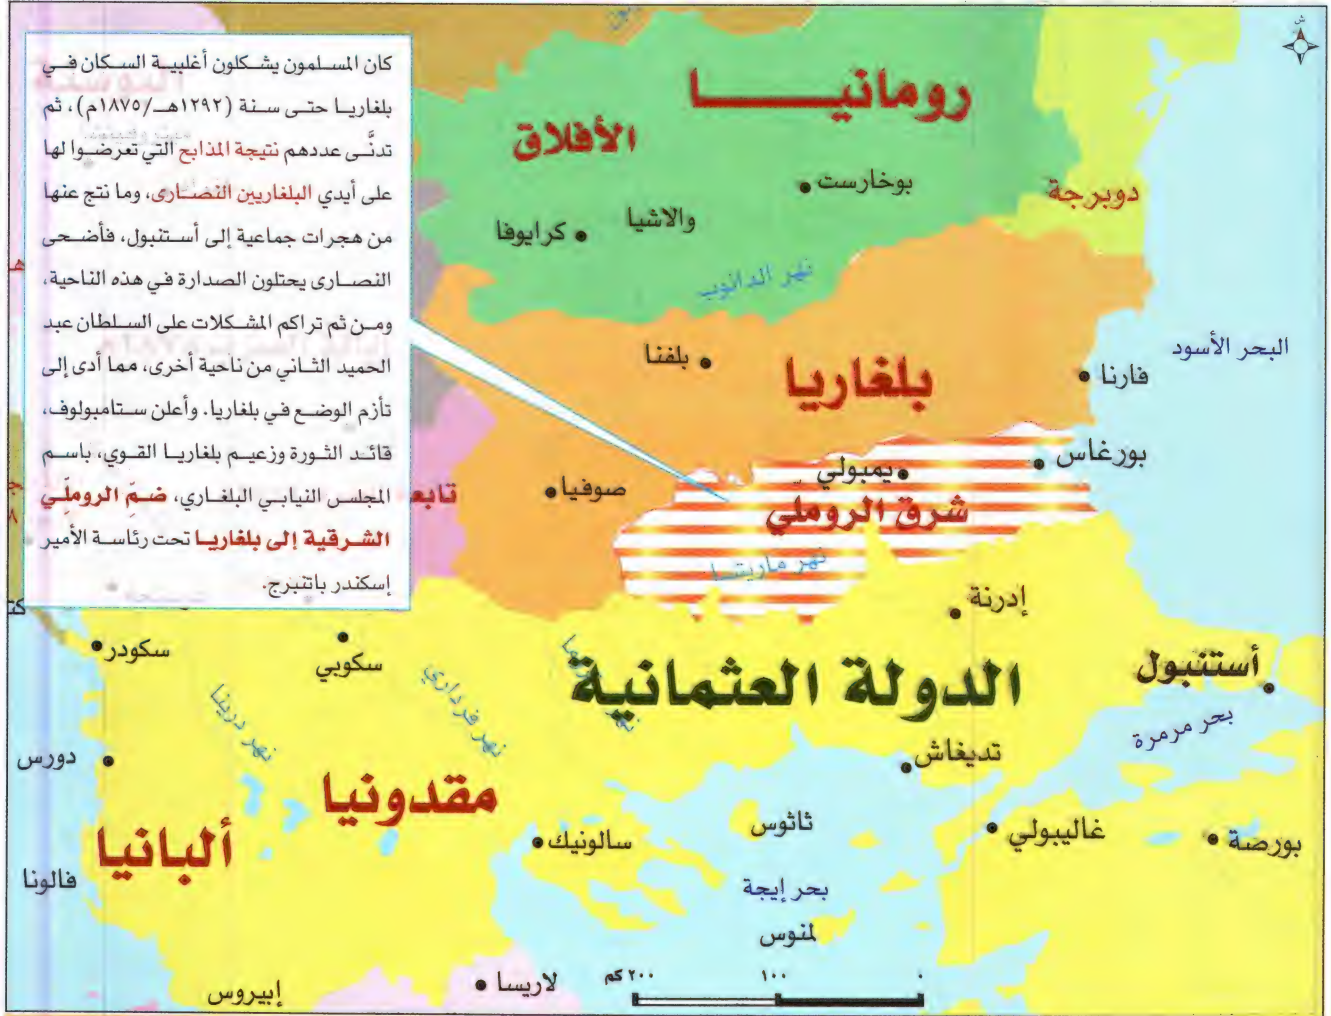 ش
كان المسلمون يشكلون أغلبية السكان في
بلغاريا حتى سنة (١٢٩٢هـ/١٨٧٥م)، ثم
تدنَّى عددهم نتيجة المذابح التي تعرضوا لها
على أيدي البلغاريين النصارى، وما نتج عنها
من هجرات جماعية إلى أستنبول، فأضحى
النصارى يحتلون الصدارة في هذه الناحية،
ومن ثم تراكم المشكلات على السلطان عبد
الحميد الثاني من ناحية أخرى، مما أدى إلى
تأزم الوضع في بلغاريا. وأعلن ستامبولوف،
قائد الثورة وزعيم بلغاريا القوي، باسم
المجلس النيابي البلغاري، ضمّ الروملّي
الشرقية إلى بلغاريا تحت رئاسة الأمير
إسكندر باتنبرج.
رومانيا
الأفلاق
بوخارست
دوبرجة
والاشيا
كرايوفا
نهر الدانوب
البحر الأسود
بلفنا
بلغاريا
فارنا
بورغاس
يمبولي
صوفيا
شرق الروملي
تابعـ
نهر ماريتسا
إدرنة
أستنبول
سكودر
سكوبي
الدولة العثمانية
نهر
بحر مرمرة
نهر درينا
نهر فرداري
تديغاش
دورس
مقدونيا
ألبانيا
سالونيك
ثاثوس
غاليبولي
بورصة
فالونا
بحر إيجة
لمنوس
لاريسا
إبيروس
٢٠٠ كم
١٠٠
٠